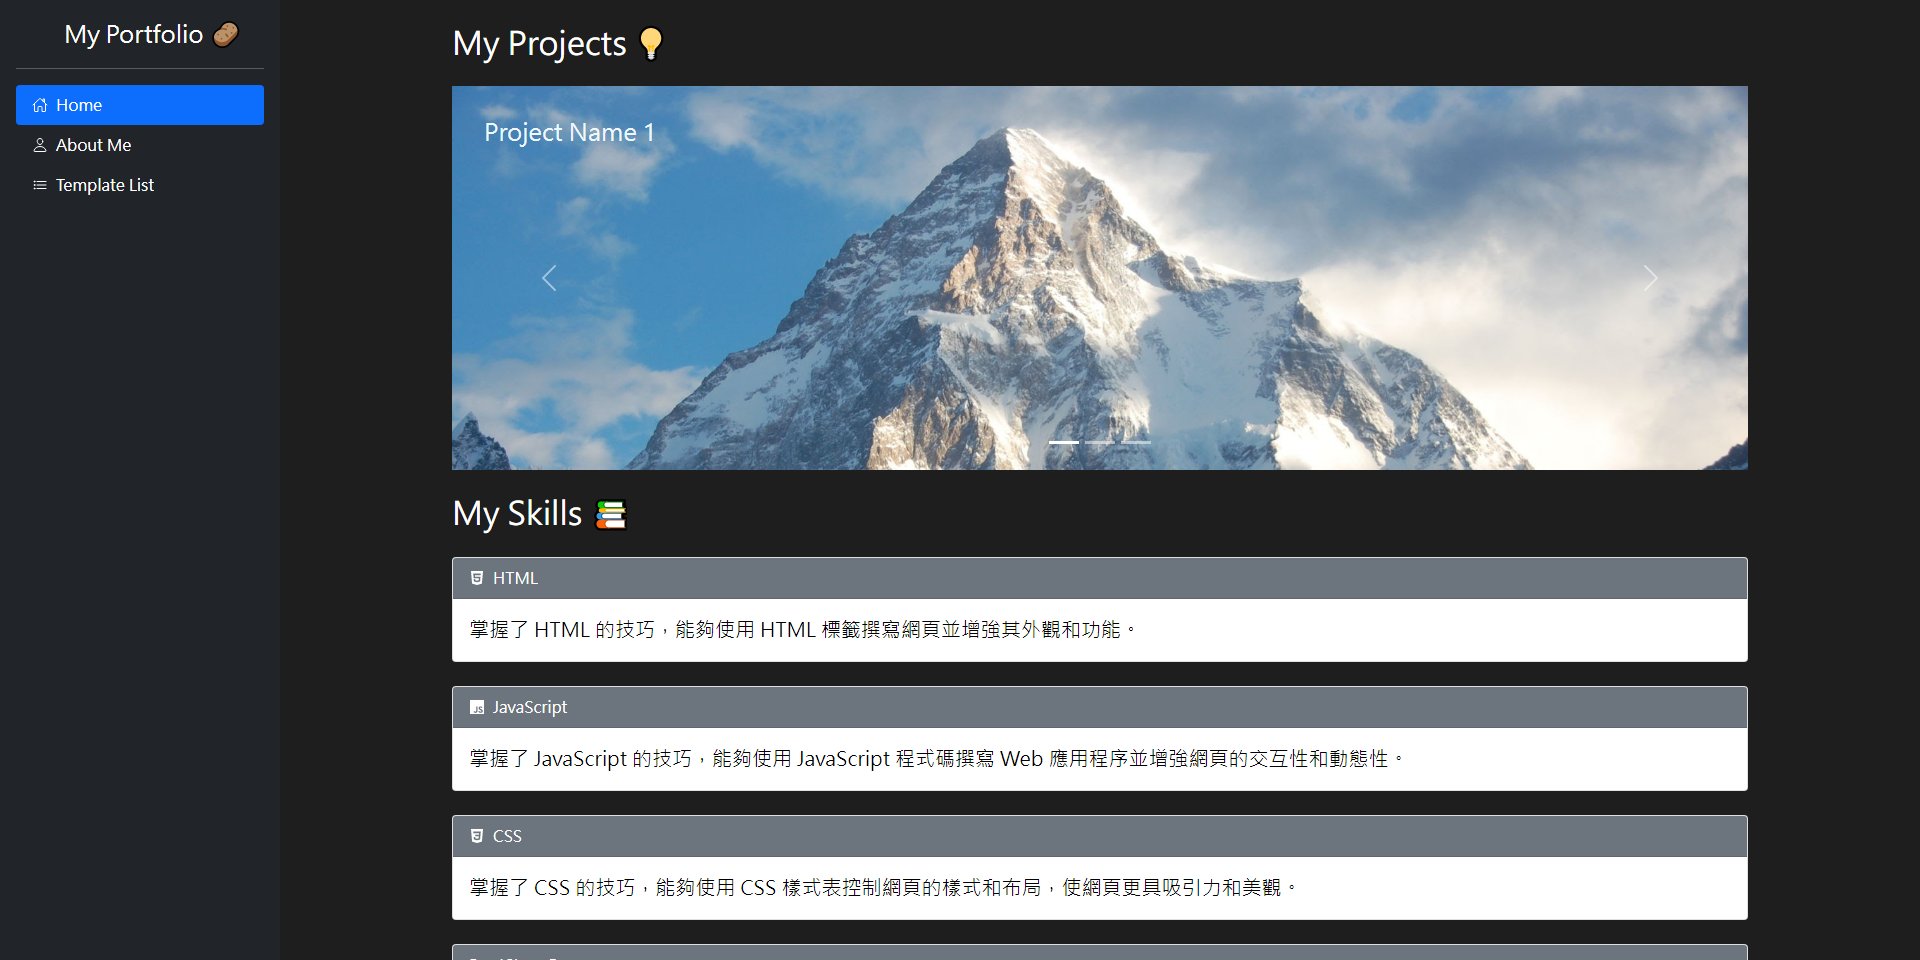 My Portfolio
Home
About Me
Template List
My Projects
Project Name 1
My Skills
HTML
掌握了 HTML 的技巧，能夠使用 HTML 標籤撰寫網頁並增強其外觀和功能。
JavaScript
掌握了 JavaScript 的技巧，能夠使用 JavaScript 程式碼撰寫 Web 應用程序並增強網頁的交互性和動態性。
CSS
掌握了 CSS 的技巧，能夠使用 CSS 樣式表控制網頁的樣式和布局，使網頁更具吸引力和美觀。